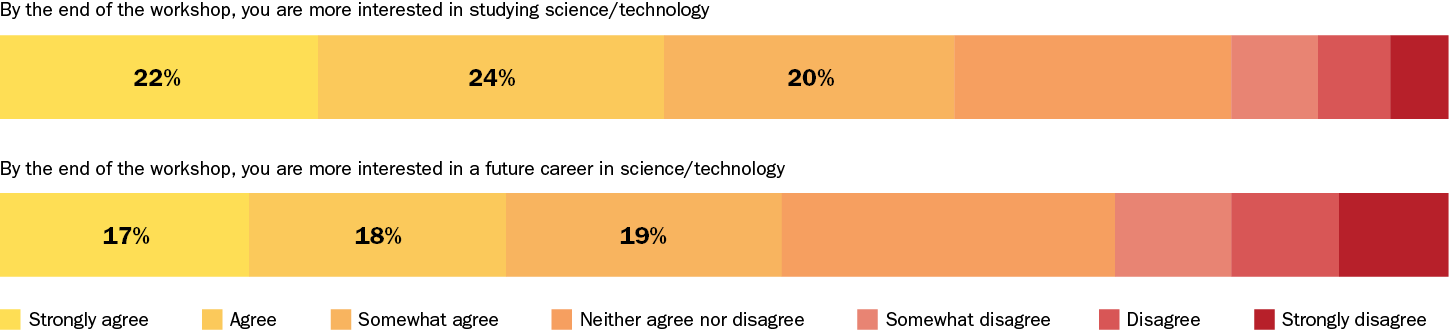 By the end of the workshop, you are more interested in studying science/technology
22% 24% 20%
By the end of the workshop, you are more interested in a future career in science/technology
17% 18% 19%
Strongly agree Agree Somewhat agree Neither agree nor disagree Somewhat disagree Disagree Strongly disagree